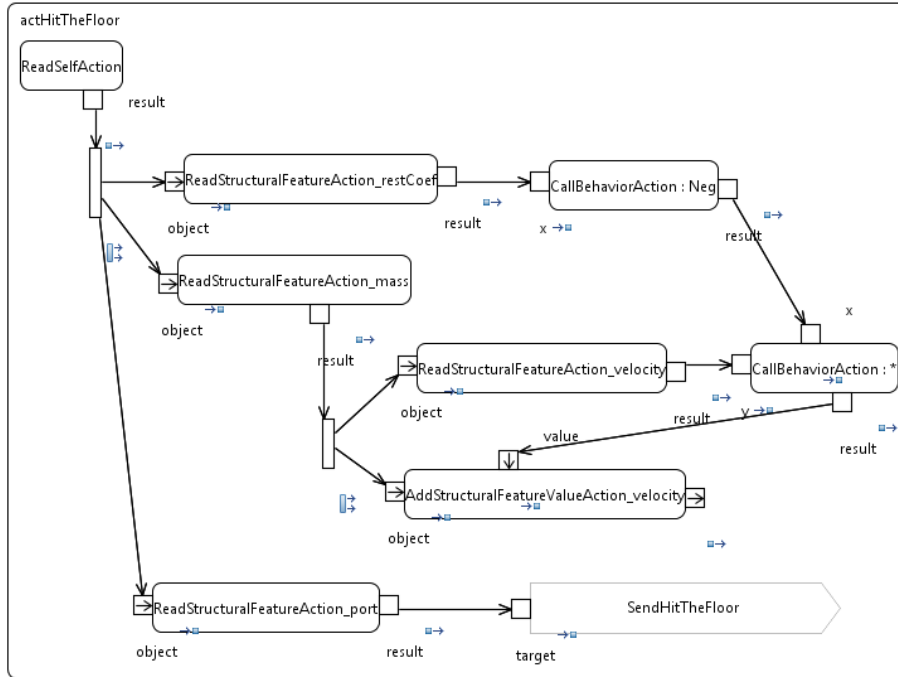 actHitTheFloor
ReadSelfAction
result
ReadStructuralFeatureAction_restCoef
object
result
CallBehaviorAction : Neg
x
result
ReadStructuralFeatureAction_mass
object
result
x
ReadStructuralFeatureAction_velocity
object
result
CallBehaviorAction : *
y
result
value
AddStructuralFeatureValueAction_velocity
object
ReadStructuralFeatureAction_port
object
result
SendHitTheFloor
target